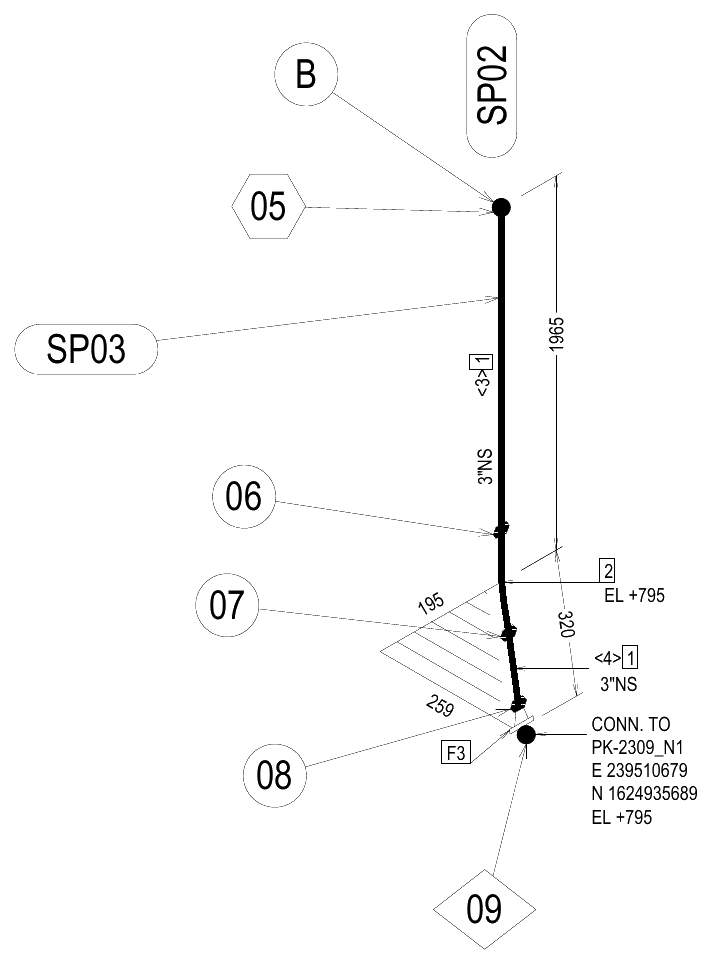 SP02
B
05
1965
SP03
<3> 1
3"NS
06
2
EL +795
195
07
320
<4> 1
3"NS
259
CONN. TO
PK-2309_N1
E 239510679
N 1624935689
EL +795
F3
08
09